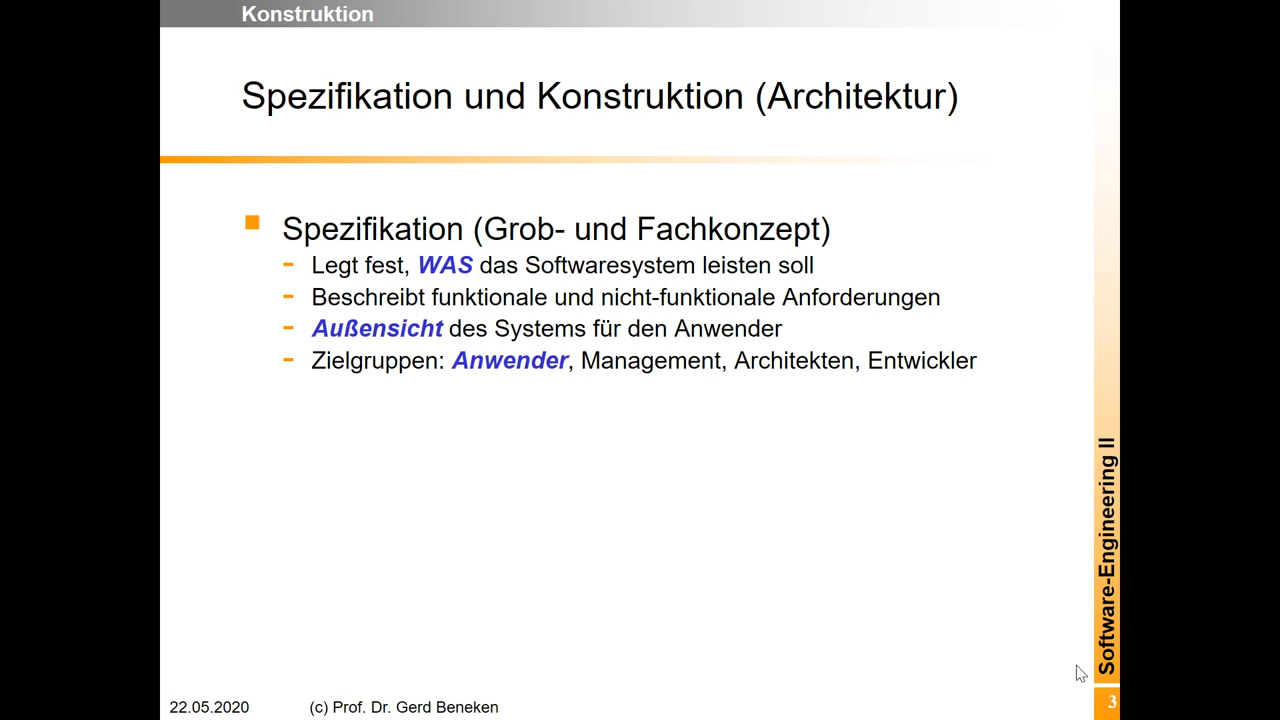 Konstruktion
Spezifikation und Konstruktion (Architektur)
Spezifikation (Grob- und Fachkonzept)
- Legt fest, WAS das Softwaresystem leisten soll
- Beschreibt funktionale und nicht-funktionale Anforderungen
- Außensicht des Systems für den Anwender
- Zielgruppen: Anwender, Management, Architekten, Entwickler
Software-Engineering II
22.05.2020 (c) Prof. Dr. Gerd Beneken 3